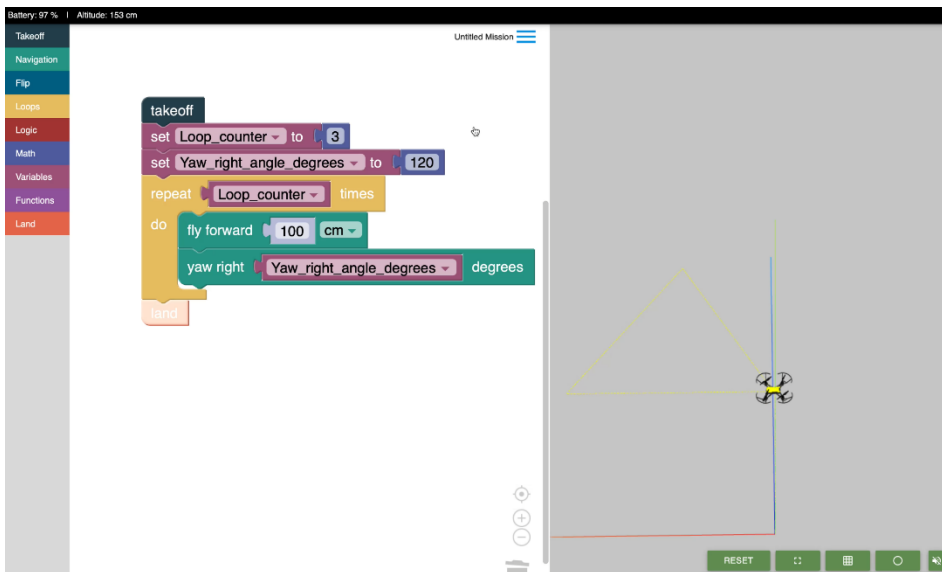 Battery: 97 % | Altitude: 153 cm
Takeoff
Navigation
Flip
Loops
Logic
Math
Variables
Functions
Land
Untitled Mission
takeoff
set Loop_counter to 3
set Yaw_right_angle_degrees to 120
repeat Loop_counter times
do fly forward 100 cm
yaw right Yaw_right_angle_degrees degrees
land
RESET